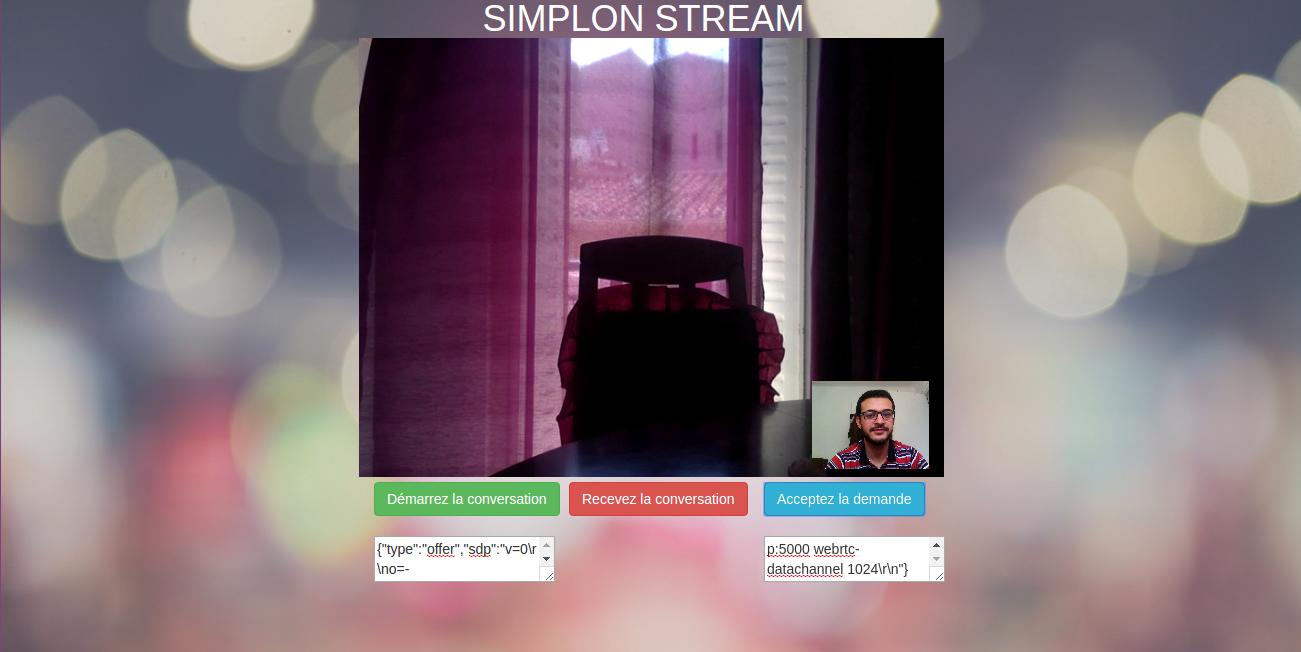 SIMPLON STREAM
Démarrez la conversation
Recevez la conversation
Acceptez la demande
{"type":"offer","sdp":"v=0\r
\no=-
p:5000 webrtc-
datachannel 1024\r\n"}